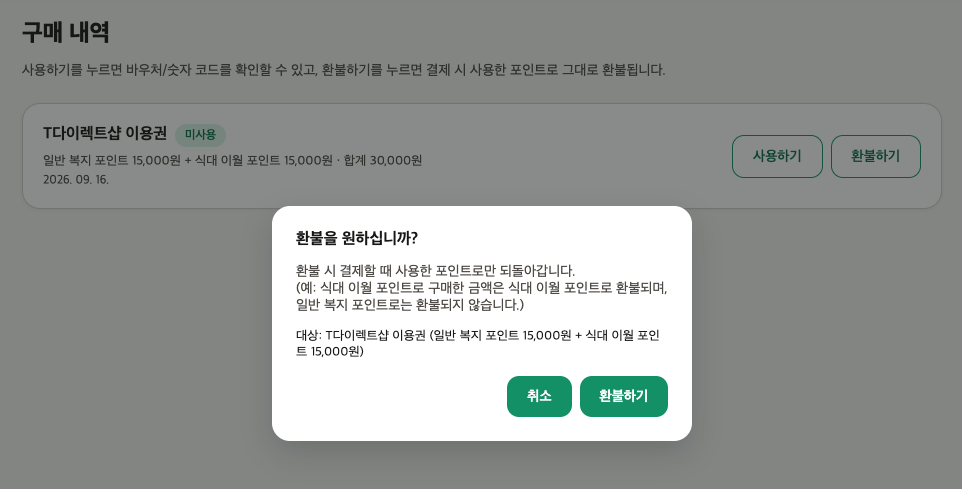 구매 내역
사용하기를 누르면 바우처/숫자 코드를 확인할 수 있고, 환불하기를 누르면 결제 시 사용한 포인트로 그대로 환불됩니다.
T다이렉트샵 이용권 미사용
일반 복지 포인트 15,000원 + 식대 이월 포인트 15,000원 · 합계 30,000원
2026. 09. 16.
사용하기 환불하기
환불을 원하십니까?
환불 시 결제할 때 사용한 포인트로만 되돌아갑니다.
(예: 식대 이월 포인트로 구매한 금액은 식대 이월 포인트로 환불되며,
일반 복지 포인트로는 환불되지 않습니다.)
대상: T다이렉트샵 이용권 (일반 복지 포인트 15,000원 + 식대 이월 포인
트 15,000원)
취소 환불하기